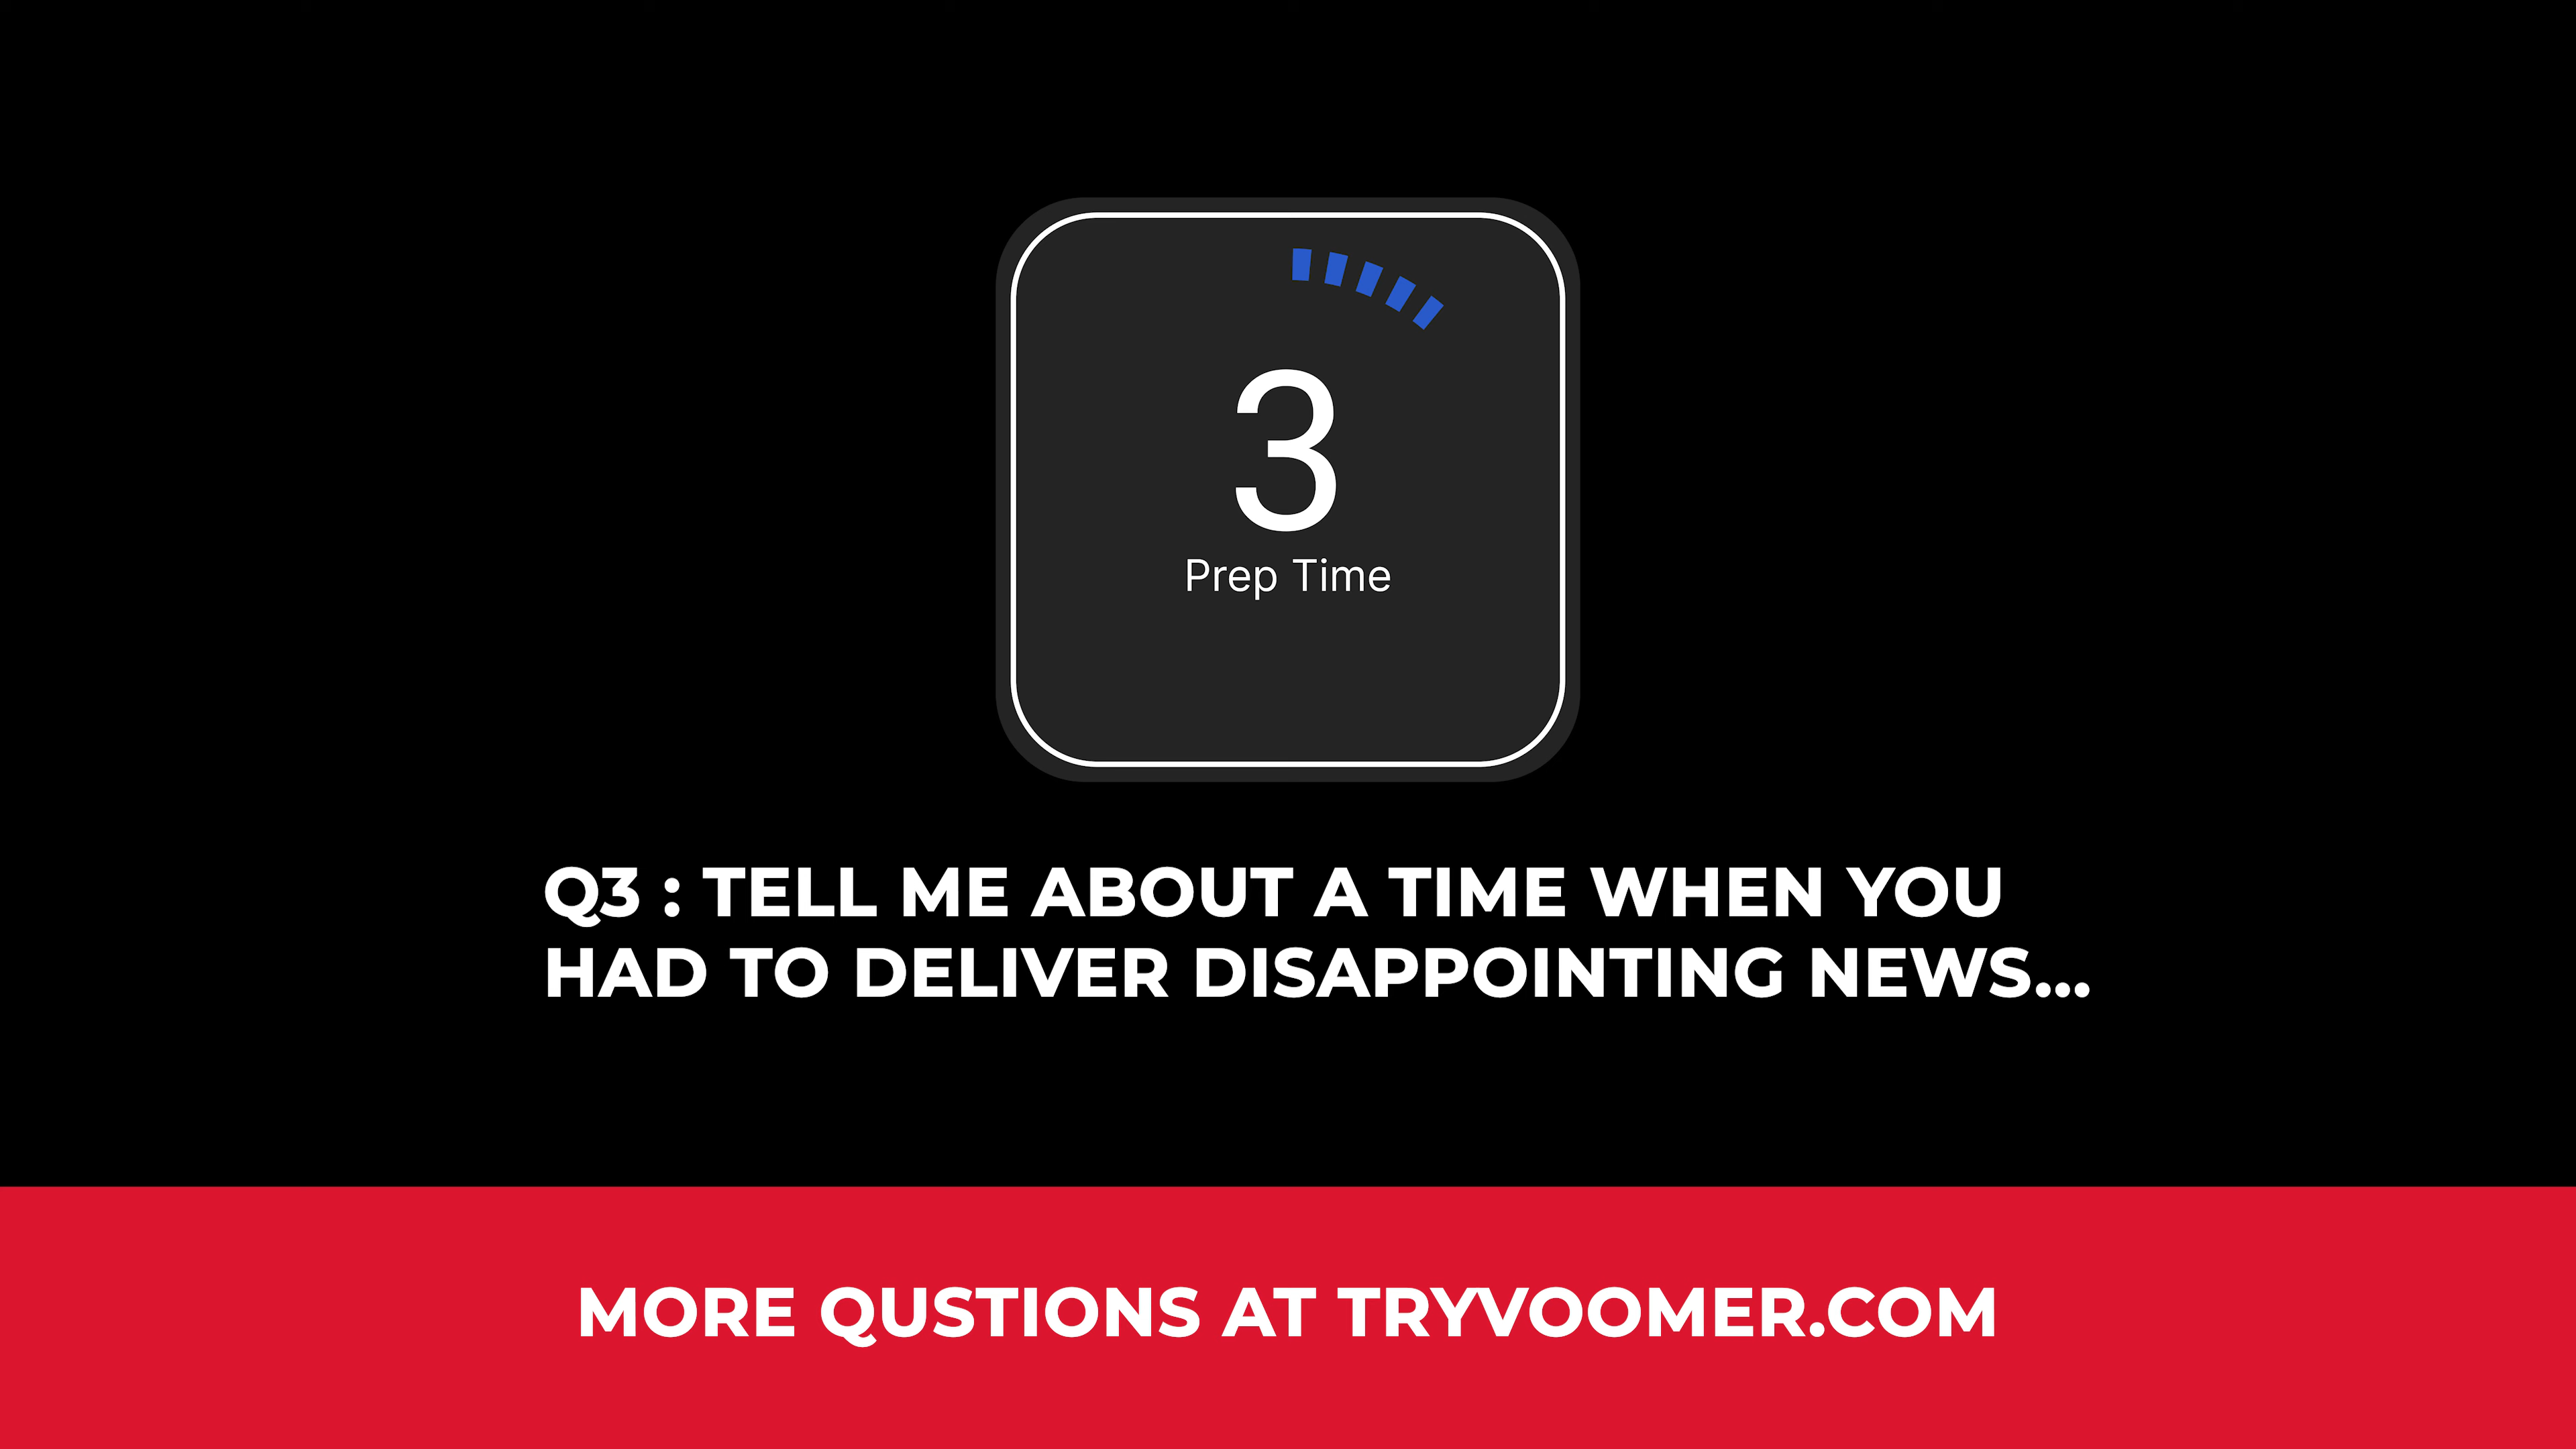 3
Prep Time
Q3 : TELL ME ABOUT A TIME WHEN YOU
HAD TO DELIVER DISAPPOINTING NEWS...
MORE QUSTIONS AT TRYVOOMER.COM